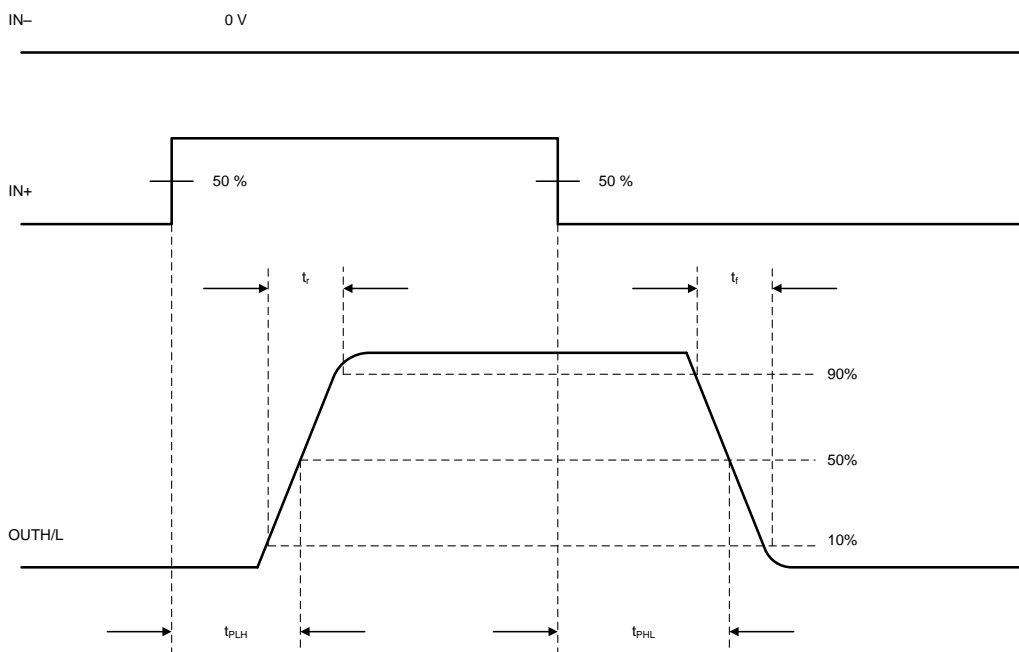 IN– 0 V
50 % 50 %
IN+
tr tf
90%
50%
10%
OUTH/L
tPLH tPHL